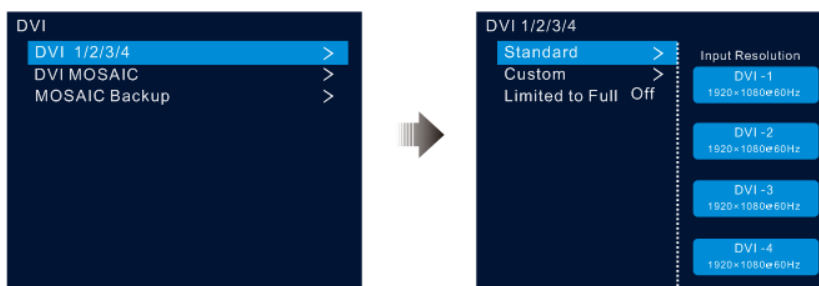 DVI
DVI 1/2/3/4 >
DVI MOSAIC >
MOSAIC Backup >
DVI 1/2/3/4
Standard >
Custom >
Limited to Full Off
Input Resolution
DVI-1
1920×1080@60Hz
DVI-2
1920×1080@60Hz
DVI-3
1920×1080@60Hz
DVI-4
1920×1080@60Hz